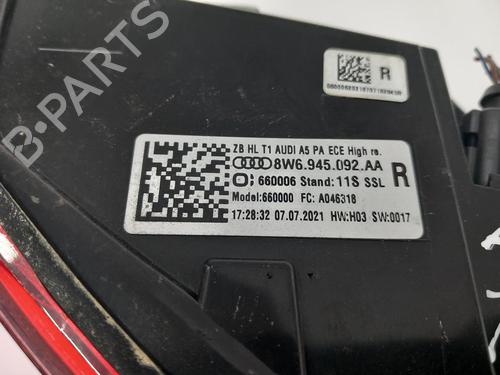 R
ZB HL T1 AUDI A5 PA ECE High re.
8W6.945.092.AA
660006 Stand: 11S SSL
R
Model:660000 FC: A046318
17:28:32 07.07.2021 HW:H03 SW:0017
B-PARTS